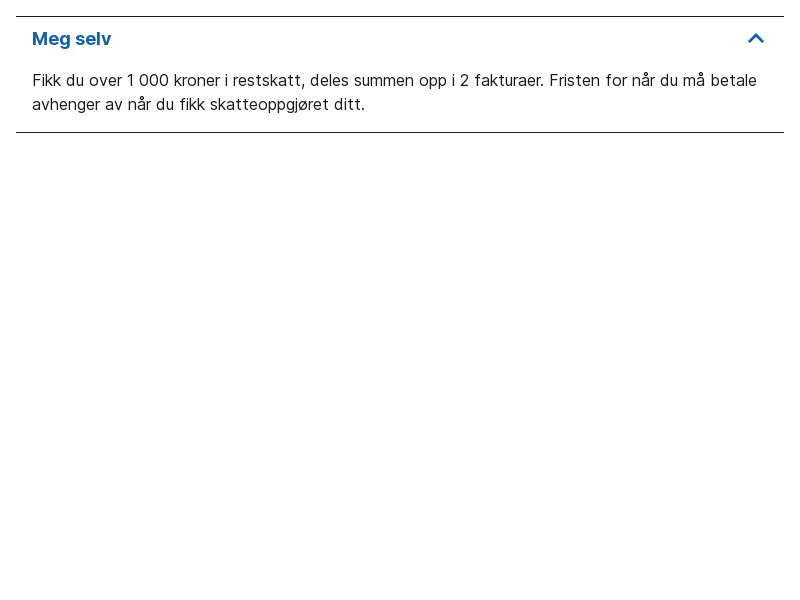 Meg selv
Fikk du over 1 000 kroner i restskatt, deles summen opp i 2 fakturaer. Fristen for når du må betale
avhenger av når du fikk skatteoppgjøret ditt.